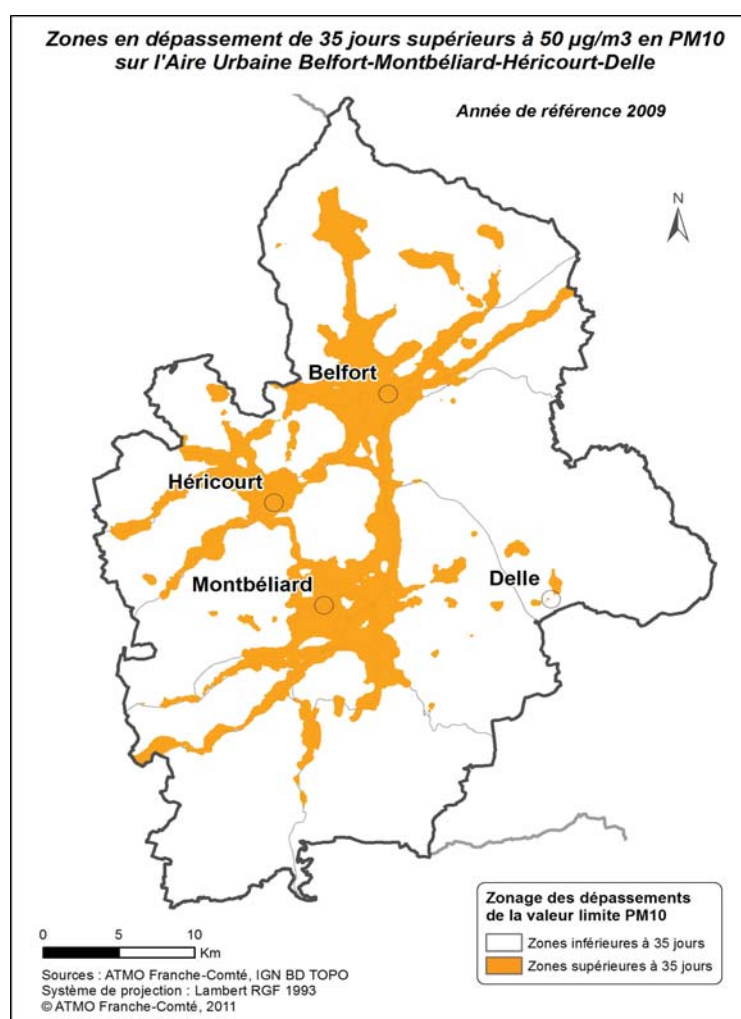 Zones en dépassement de 35 jours supérieurs à 50 µg/m3 en PM10
sur l'Aire Urbaine Belfort-Montbéliard-Héricourt-Delle
Année de référence 2009
N
Belfort
Héricourt
Montbéliard
Delle
Zonage des dépassements
de la valeur limite PM10
Zones inférieures à 35 jours
Zones supérieures à 35 jours
0 5 10
Km
Sources : ATMO Franche-Comté, IGN BD TOPO
Système de projection : Lambert RGF 1993
© ATMO Franche-Comté, 2011